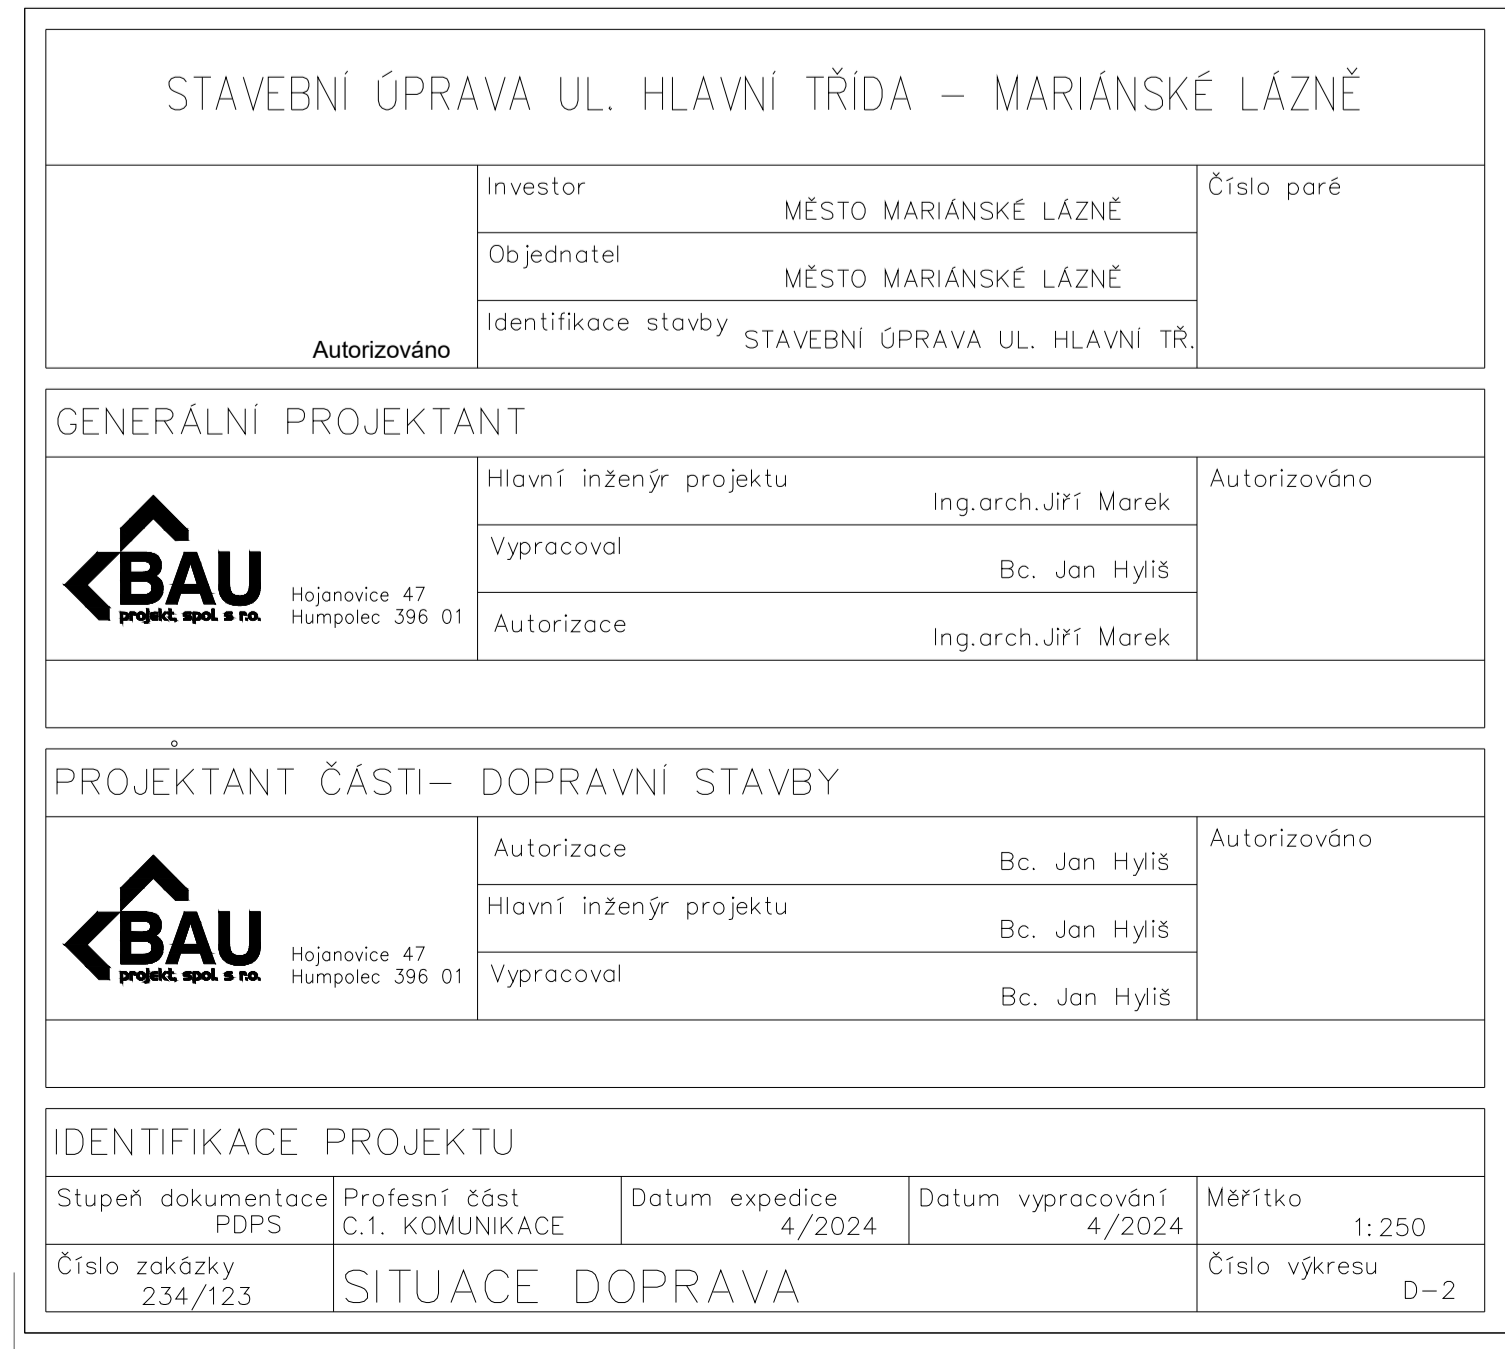 STAVEBNÍ ÚPRAVA UL. HLAVNÍ TŘÍDA – MARIÁNSKÉ LÁZNĚ
Autorizováno
Investor
MĚSTO MARIÁNSKÉ LÁZNĚ
Objednatel
MĚSTO MARIÁNSKÉ LÁZNĚ
Identifikace stavby
STAVEBNÍ ÚPRAVA UL. HLAVNÍ TŘ.
Číslo paré
GENERÁLNÍ PROJEKTANT
BAU
projekt, spol. s r.o.
Hojanovice 47
Humpolec 396 01
Hlavní inženýr projektu
Ing.arch.Jiří Marek
Vypracoval
Bc. Jan Hyliš
Autorizace
Ing.arch.Jiří Marek
Autorizováno
PROJEKTANT ČÁSTI– DOPRAVNÍ STAVBY
BAU
projekt, spol. s r.o.
Hojanovice 47
Humpolec 396 01
Autorizace
Bc. Jan Hyliš
Hlavní inženýr projektu
Bc. Jan Hyliš
Vypracoval
Bc. Jan Hyliš
Autorizováno
IDENTIFIKACE PROJEKTU
Stupeň dokumentace
PDPS
Profesní část
C.1. KOMUNIKACE
Datum expedice
4/2024
Datum vypracování
4/2024
Měřítko
1:250
Číslo zakázky
234/123
SITUACE DOPRAVA
Číslo výkresu
D–2